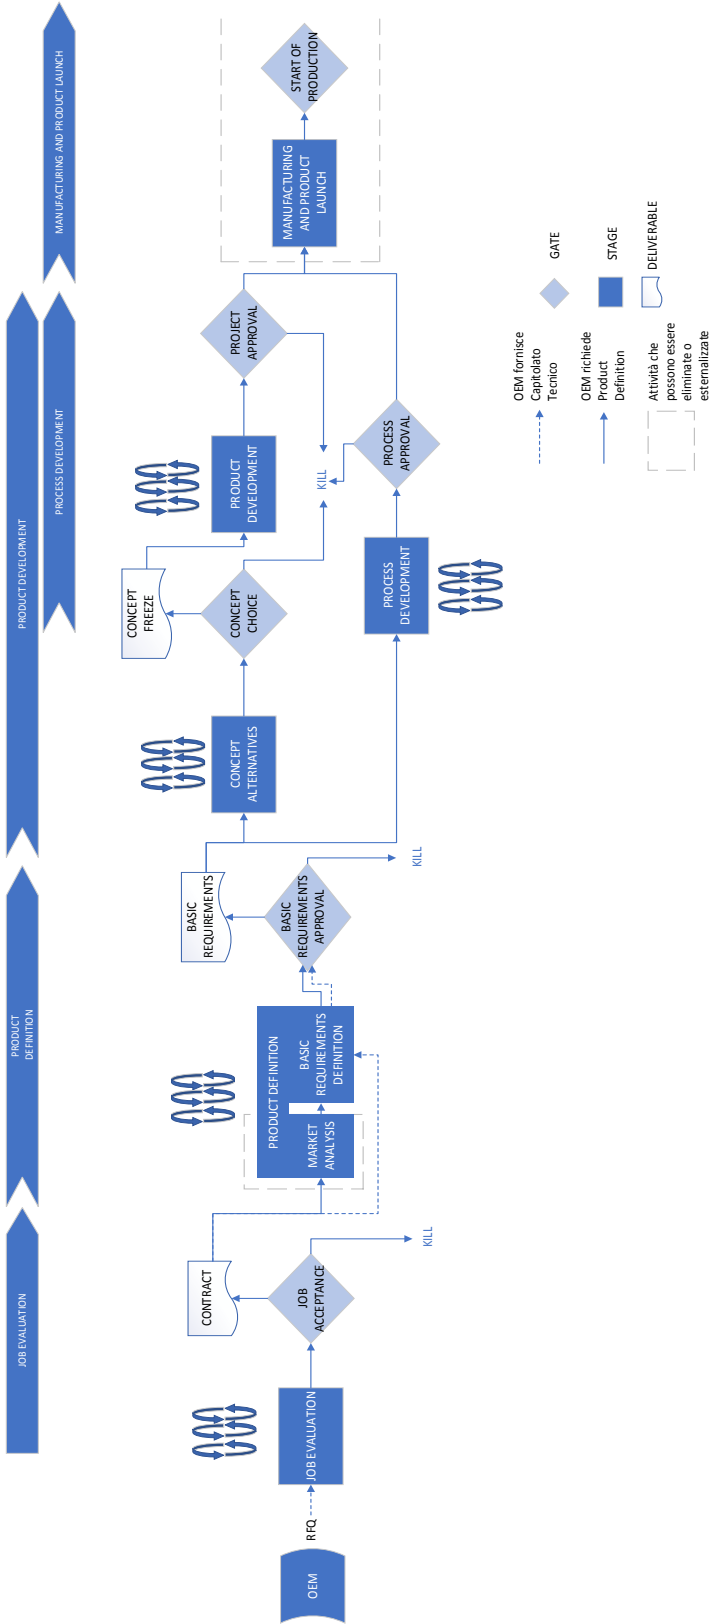 JOB EVALUATION
PRODUCT
DEFINITION
PRODUCT DEVELOPMENT
PROCESS DEVELOPMENT
MANUFACTURING AND PRODUCT LAUNCH
OEM
RFQ
JOB EVALUATION
JOB
ACCEPTANCE
CONTRACT
KILL
PRODUCT DEFINITION
MARKET
ANALYSIS
BASIC
REQUIREMENTS
DEFINITION
BASIC
REQUIREMENTS
APPROVAL
BASIC
REQUIREMENTS
KILL
CONCEPT
ALTERNATIVES
CONCEPT
CHOICE
CONCEPT
FREEZE
PRODUCT
DEVELOPMENT
PROJECT
APPROVAL
KILL
PROCESS
DEVELOPMENT
PROCESS
APPROVAL
MANUFACTURING
AND PRODUCT
LAUNCH
START OF
PRODUCTION
OEM fornisce
Capitolato
Tecnico
OEM richiede
Product
Definition
Attività che
possono essere
eliminate o
esternalizzate
GATE
STAGE
DELIVERABLE